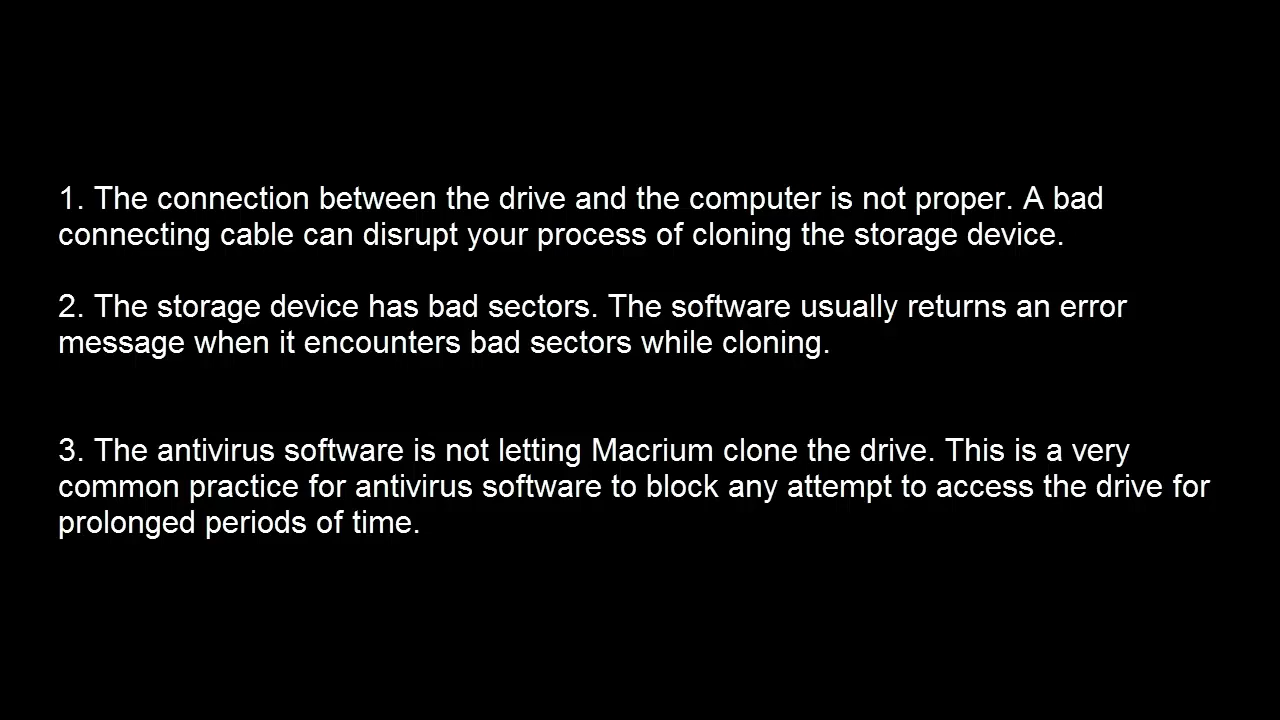 1. The connection between the drive and the computer is not proper. A bad
connecting cable can disrupt your process of cloning the storage device.
2. The storage device has bad sectors. The software usually returns an error
message when it encounters bad sectors while cloning.
3. The antivirus software is not letting Macrium clone the drive. This is a very
common practice for antivirus software to block any attempt to access the drive for
prolonged periods of time.